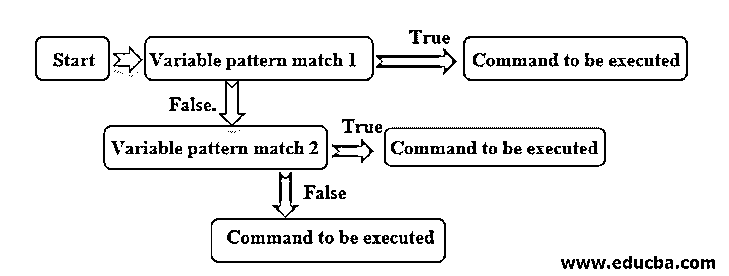 Start
Variable pattern match 1
True
Command to be executed
False.
Variable pattern match 2
True
Command to be executed
False
Command to be executed
www.educba.com